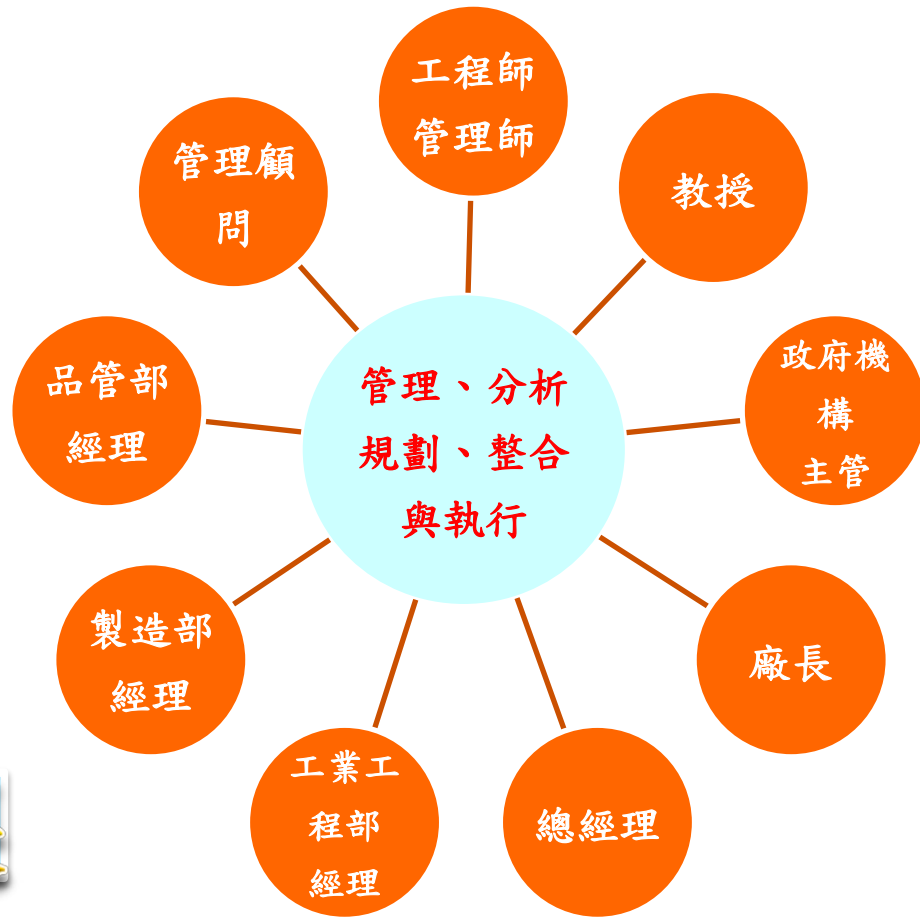 工程師
管理師
教授
政府機
構
主管
廠長
總經理
工業工
程部
經理
製造部
經理
品管部
經理
管理顧
問
管理、分析
規劃、整合
與執行